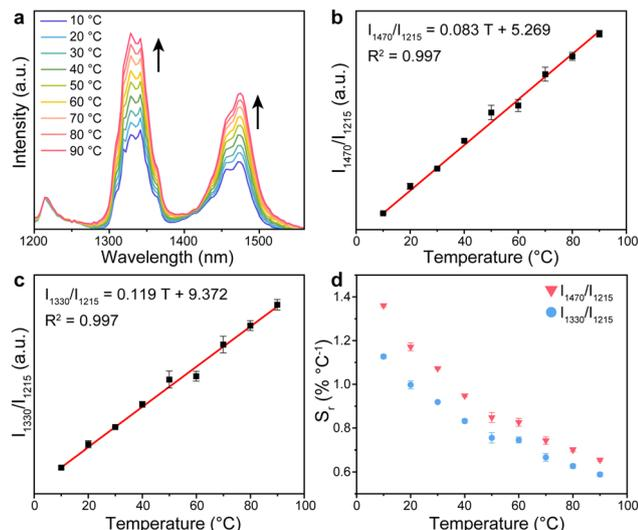 a
10 °C
20 °C
30 °C
40 °C
50 °C
60 °C
70 °C
80 °C
90 °C
Intensity (a.u.)
1200 1300 1400 1500
Wavelength (nm)
b
I1470/I1215 = 0.083 T + 5.269
R² = 0.997
I1470/I1215 (a.u.)
0 20 40 60 80 100
Temperature (°C)
c
I1330/I1215 = 0.119 T + 9.372
R² = 0.997
I1330/I1215 (a.u.)
0 20 40 60 80 100
Temperature (°C)
d
I1470/I1215
I1330/I1215
1.4
1.2
1.0
0.8
0.6
Sr (% °C⁻¹)
0 20 40 60 80 100
Temperature (°C)